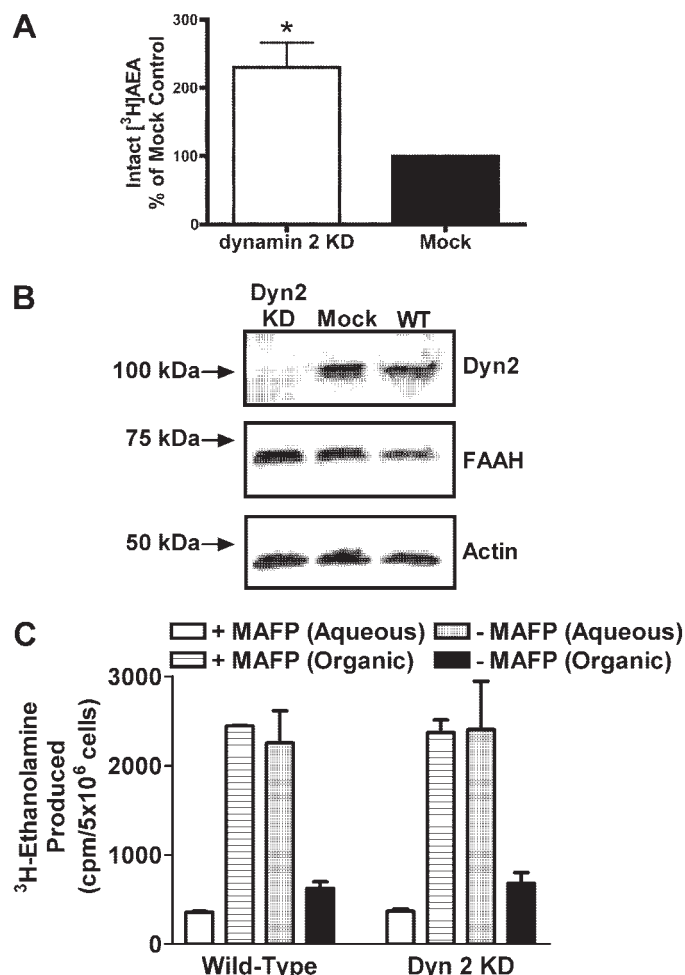 A
Intact [³H]AEA
% of Mock Control
300
200
100
0
*
dynamin 2 KD
Mock
B
Dyn2
KD Mock WT
100 kDa
Dyn2
75 kDa
FAAH
50 kDa
Actin
C
+ MAFP (Aqueous)
- MAFP (Aqueous)
+ MAFP (Organic)
- MAFP (Organic)
³H-Ethanolamine
Produced
(cpm/5x10⁶ cells)
3000
2000
1000
0
Wild-Type
Dyn 2 KD